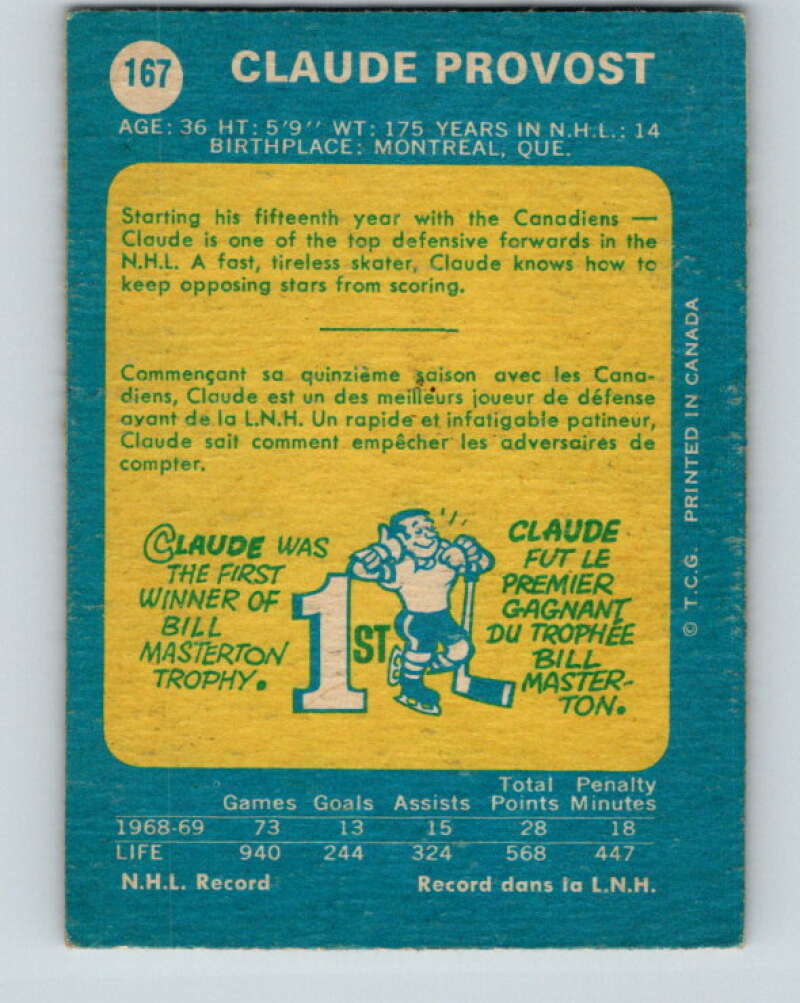 167
CLAUDE PROVOST
AGE: 36 HT: 5'9'' WT: 175 YEARS IN N.H.L.: 14
BIRTHPLACE: MONTREAL, QUE.
Starting his fifteenth year with the Canadiens —
Claude is one of the top defensive forwards in the
N.H.L. A fast, tireless skater, Claude knows how to
keep opposing stars from scoring.
Commençant sa quinzième saison avec les Cana-
diens, Claude est un des meilleurs joueur de défense
avant de la L.N.H. Un rapide et infatigable patineur,
Claude sait comment empêcher les adversaires de
compter.
CLAUDE WAS
THE FIRST
WINNER OF
BILL
MASTERTON
TROPHY.
1ST
CLAUDE
FUT LE
PREMIER
GAGNANT
DU TROPHÉE
BILL
MASTER-
TON.
© T.C.G. PRINTED IN CANADA
Total Penalty
Games Goals Assists Points Minutes
1968-69 73 13 15 28 18
LIFE 940 244 324 568 447
N.H.L. Record Record dans la L.N.H.